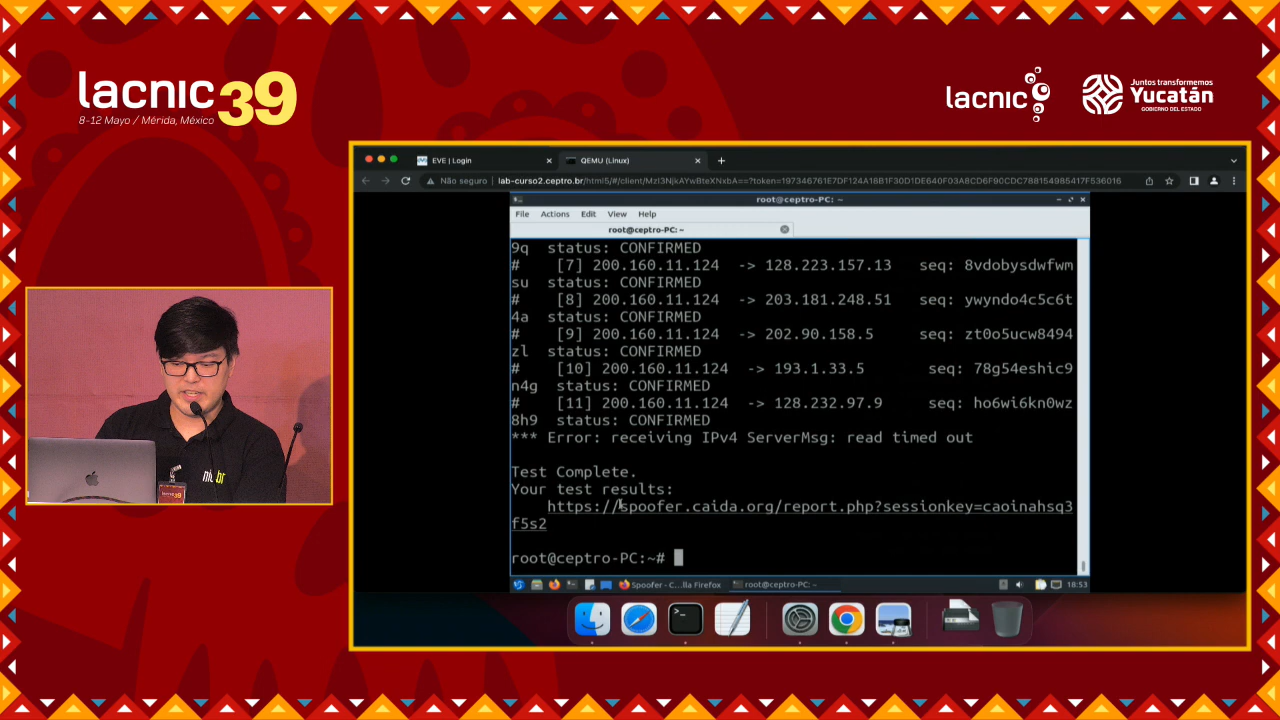 lacnic 39
8-12 Mayo / Mérida, México
lacnic
Juntos transformemos
Yucatán
GOBIERNO DEL ESTADO
EVE | Login
QEMU (Linux)
Não seguro
root@ceptro-PC: ~
File Actions Edit View Help
root@ceptro-PC: ~
9q status: CONFIRMED
# [7] 200.160.11.124 -> 128.223.157.13 seq: 8vdobysdwfwm
su status: CONFIRMED
# [8] 200.160.11.124 -> 203.181.248.51 seq: ywyndo4c5c6t
4a status: CONFIRMED
# [9] 200.160.11.124 -> 202.90.158.5 seq: zt0o5ucw8494
zl status: CONFIRMED
# [10] 200.160.11.124 -> 193.1.33.5 seq: 78g54eshic9
n4g status: CONFIRMED
# [11] 200.160.11.124 -> 128.232.97.9 seq: ho6wi6kn0wz
8h9 status: CONFIRMED
*** Error: receiving IPv4 ServerMsg: read timed out
Test Complete.
Your test results:
https://spoofer.caida.org/report.php?sessionkey=caoinahsq3
f5s2
root@ceptro-PC:~#
Spoofer - C...lla Firefox
root@ceptro-PC: ~
18:53